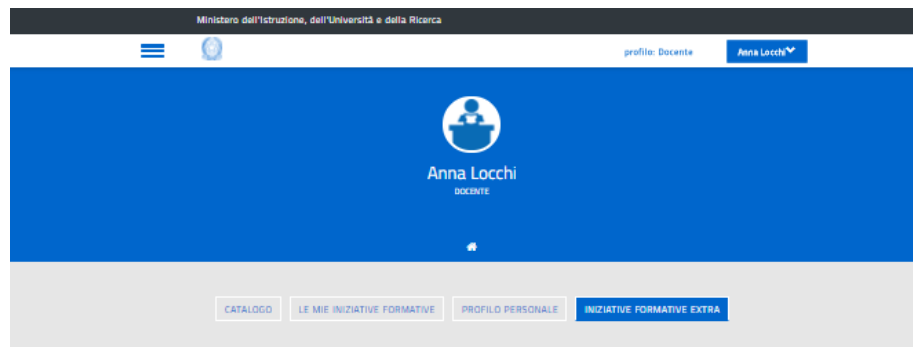 Ministero dell'Istruzione, dell'Università e della Ricerca
profilo: Docente Anna Locchi
Anna Locchi
DOCENTE
CATALOGO LE MIE INIZIATIVE FORMATIVE PROFILO PERSONALE INIZIATIVE FORMATIVE EXTRA